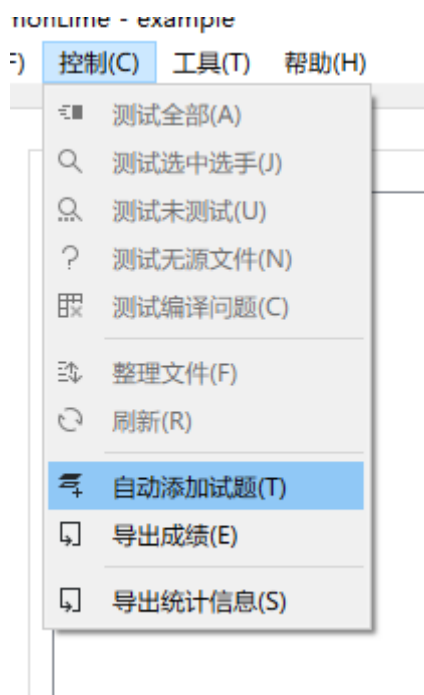 monLime - example
F) 控制(C) 工具(T) 帮助(H)
测试全部(A)
测试选中选手(J)
测试未测试(U)
测试无源文件(N)
测试编译问题(C)
整理文件(F)
刷新(R)
自动添加试题(T)
导出成绩(E)
导出统计信息(S)